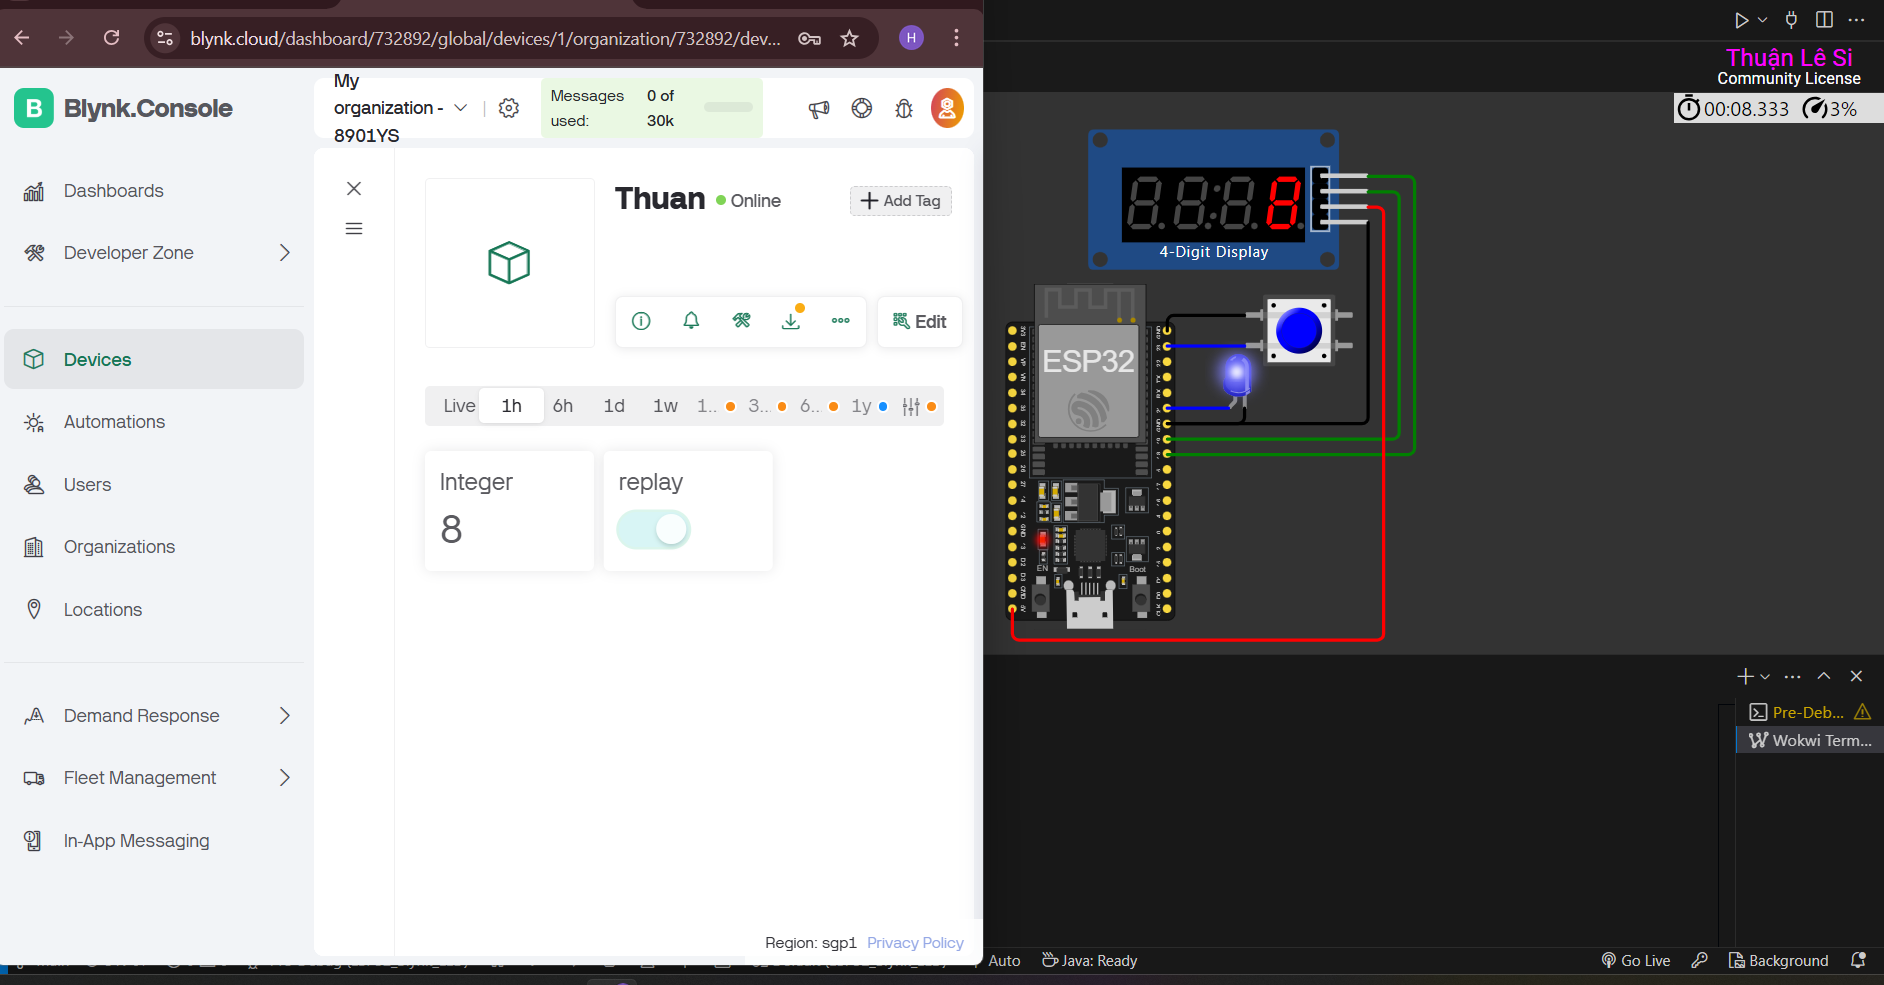 blynk.cloud/dashboard/732892/global/devices/1/organization/732892/dev...
H
B Blynk.Console
My organization - 8901YS
Messages used:
0 of 30k
Dashboards
Developer Zone
Devices
Automations
Users
Organizations
Locations
Demand Response
Fleet Management
In-App Messaging
Thuan
Online
Add Tag
Edit
Live
1h
6h
1d
1w
1..
3...
6...
1y
Integer
8
replay
Region: sgp1
Privacy Policy
Thuận Lê Si
Community License
00:08.333
3%
4-Digit Display
ESP32
EN
Boot
Pre-Deb...
Wokwi Term...
Auto
Java: Ready
Go Live
Background